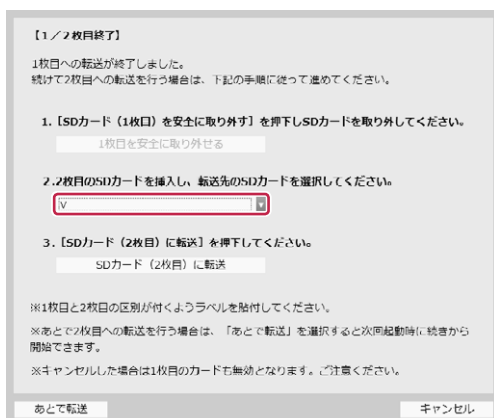 【1／2枚目終了】
1枚目への転送が終了しました。
続けて2枚目への転送を行う場合は、下記の手順に従って進めてください。
1.［SDカード（1枚目）を安全に取り外す］を押下しSDカードを取り外してください。
1枚目を安全に取り外せる
2.2枚目のSDカードを挿入し、転送先のSDカードを選択してください。
V
3.［SDカード（2枚目）に転送］を押下してください。
SDカード（2枚目）に転送
※1枚目と2枚目の区別が付くようラベルを貼付してください。
※あとで2枚目への転送を行う場合は、「あとで転送」を選択すると次回起動時に続きから
開始できます。
※キャンセルした場合は1枚目のカードも無効となります。ご注意ください。
あとで転送
キャンセル